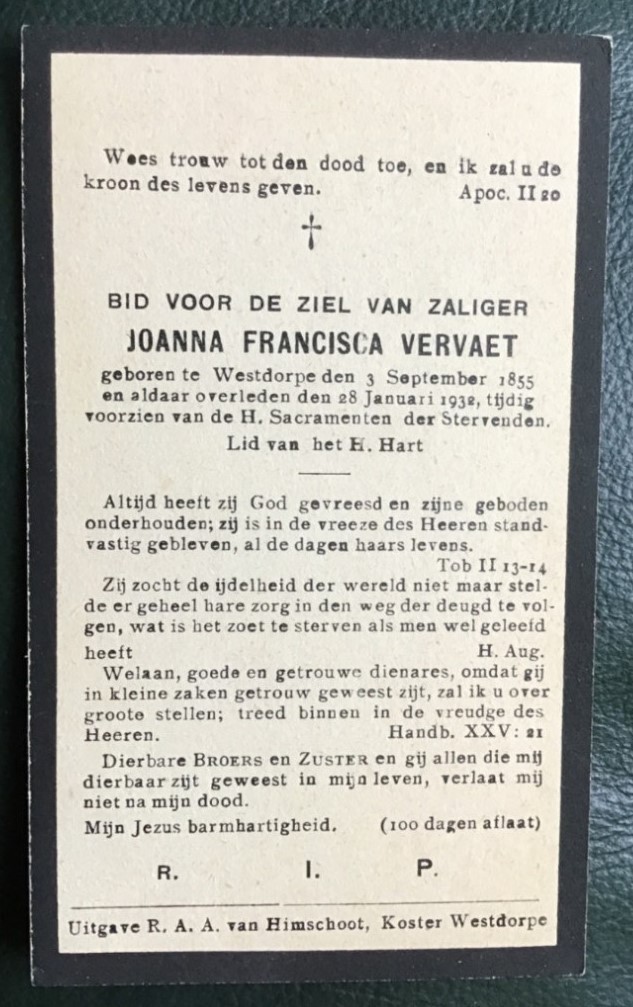 Wees trouw tot den dood toe, en ik zal u de
kroon des levens geven. Apoc. II 20
BID VOOR DE ZIEL VAN ZALIGER
JOANNA FRANCISCA VERVAET
geboren te Westdorpe den 3 September 1855
en aldaar overleden den 28 Januari 1932, tijdig
voorzien van de H. Sacramenten der Stervenden.
Lid van het H. Hart
Altijd heeft zij God gevreesd en zijne geboden
onderhouden; zij is in de vreeze des Heeren stand-
vastig gebleven, al de dagen haars levens.
Tob II 13-14
Zij zocht de ijdelheid der wereld niet maar stel-
de er geheel hare zorg in den weg der deugd te vol-
gen, wat is het zoet te sterven als men wel geleefd
heeft H. Aug.
Welaan, goede en getrouwe dienares, omdat gij
in kleine zaken getrouw geweest zijt, zal ik u over
groote stellen; treed binnen in de vreudge des
Heeren. Handb. XXV: 21
Dierbare BROERS en ZUSTER en gij allen die mij
dierbaar zijt geweest in mijn leven, verlaat mij
niet na mijn dood.
Mijn Jezus barmhartigheid. (100 dagen aflaat)
R. I. P.
Uitgave R. A. A. van Himschoot, Koster Westdorpe